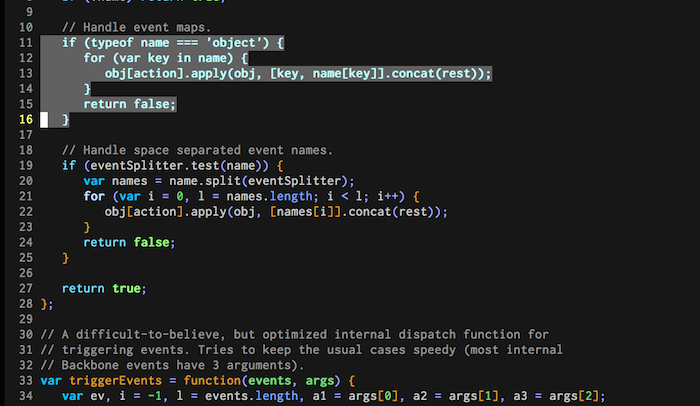 9
10 // Handle event maps.
11 if (typeof name === 'object') {
12 for (var key in name) {
13 obj[action].apply(obj, [key, name[key]].concat(rest));
14 }
15 return false;
16 }
17
18 // Handle space separated event names.
19 if (eventSplitter.test(name)) {
20 var names = name.split(eventSplitter);
21 for (var i = 0, l = names.length; i < l; i++) {
22 obj[action].apply(obj, [names[i]].concat(rest));
23 }
24 return false;
25 }
26
27 return true;
28 };
29
30 // A difficult-to-believe, but optimized internal dispatch function for
31 // triggering events. Tries to keep the usual cases speedy (most internal
32 // Backbone events have 3 arguments).
33 var triggerEvents = function(events, args) {
34 var ev, i = -1, l = events.length, a1 = args[0], a2 = args[1], a3 = args[2];